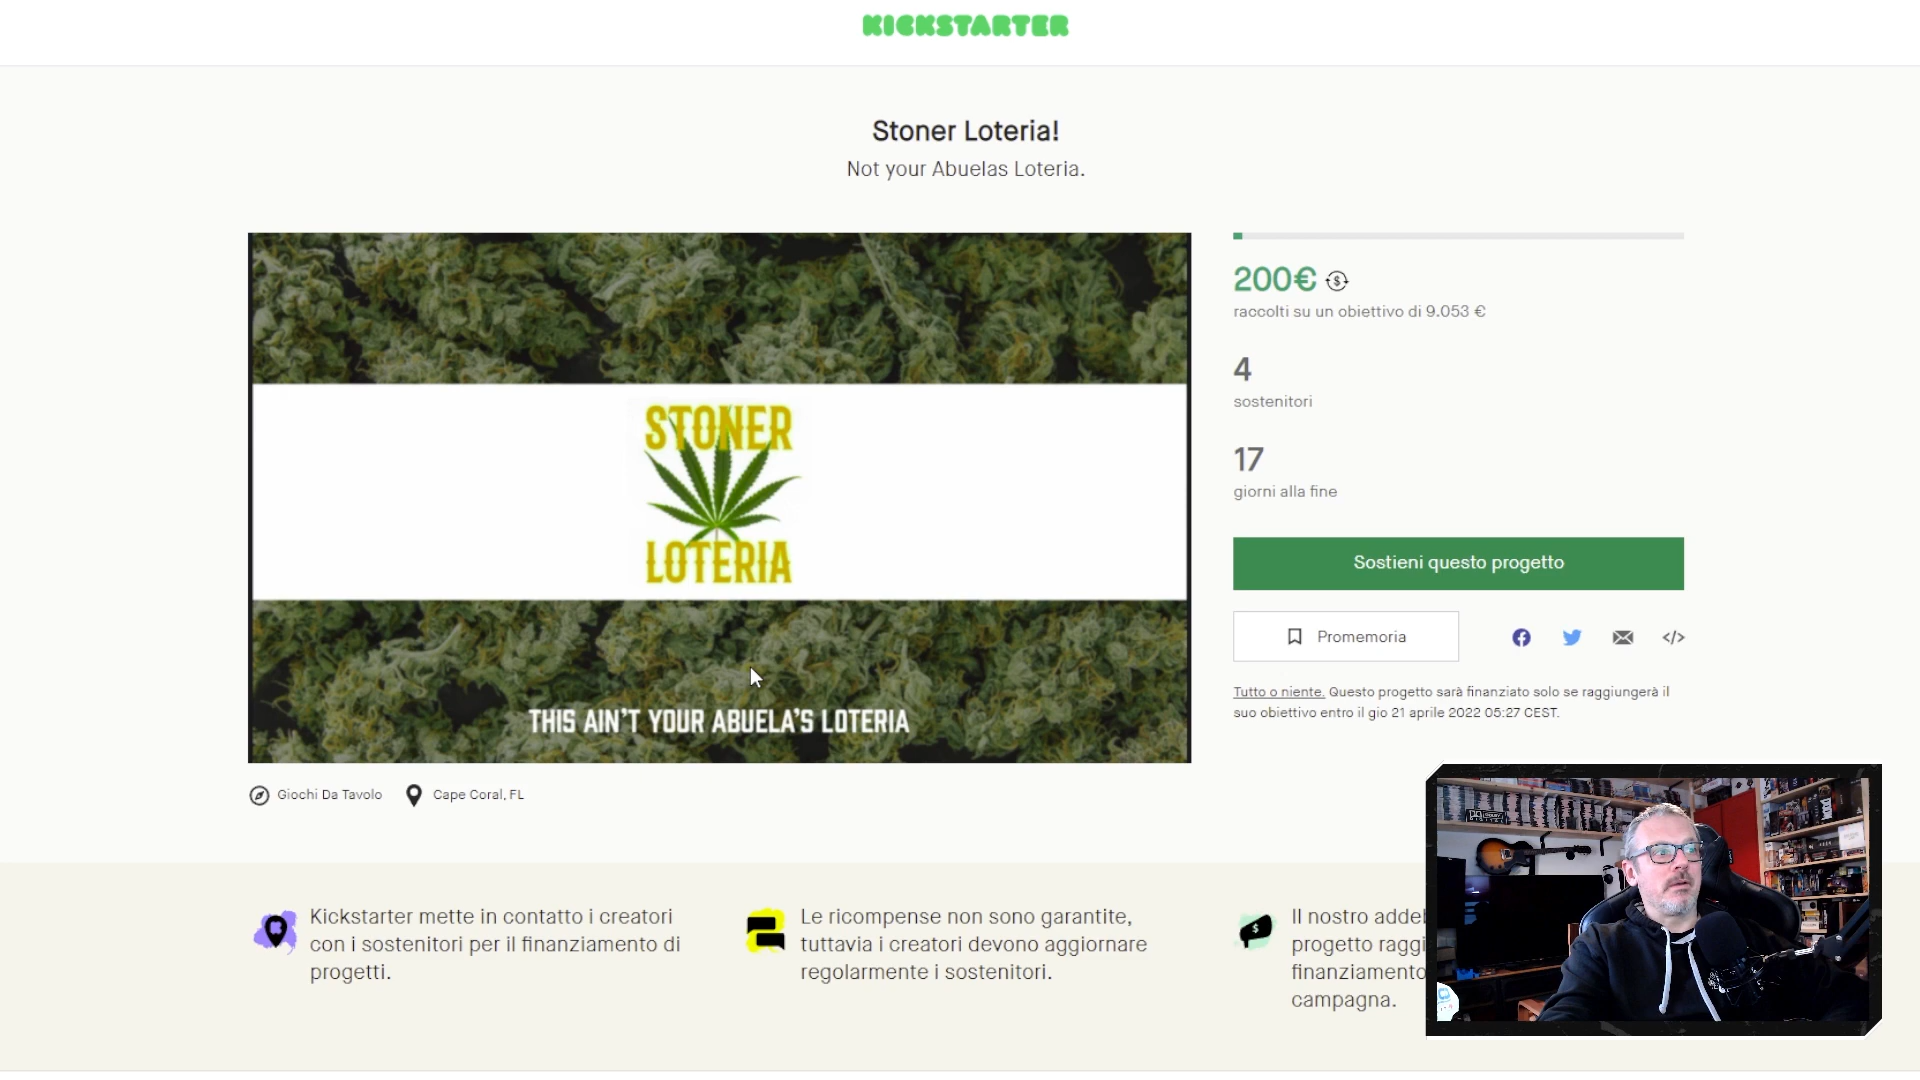 KICKSTARTER
Stoner Loteria!
Not your Abuelas Loteria.
STONER
LOTERIA
THIS AIN'T YOUR ABUELA'S LOTERIA
Giochi Da Tavolo
Cape Coral, FL
200€
raccolti su un obiettivo di 9.053 €
4
sostenitori
17
giorni alla fine
Sostieni questo progetto
Promemoria
Tutto o niente. Questo progetto sarà finanziato solo se raggiungerà il
suo obiettivo entro il gio 21 aprile 2022 05:27 CEST.
Kickstarter mette in contatto i creatori
con i sostenitori per il finanziamento di
progetti.
Le ricompense non sono garantite,
tuttavia i creatori devono aggiornare
regolarmente i sostenitori.
Il nostro
progetto
finanziamento
campagna.